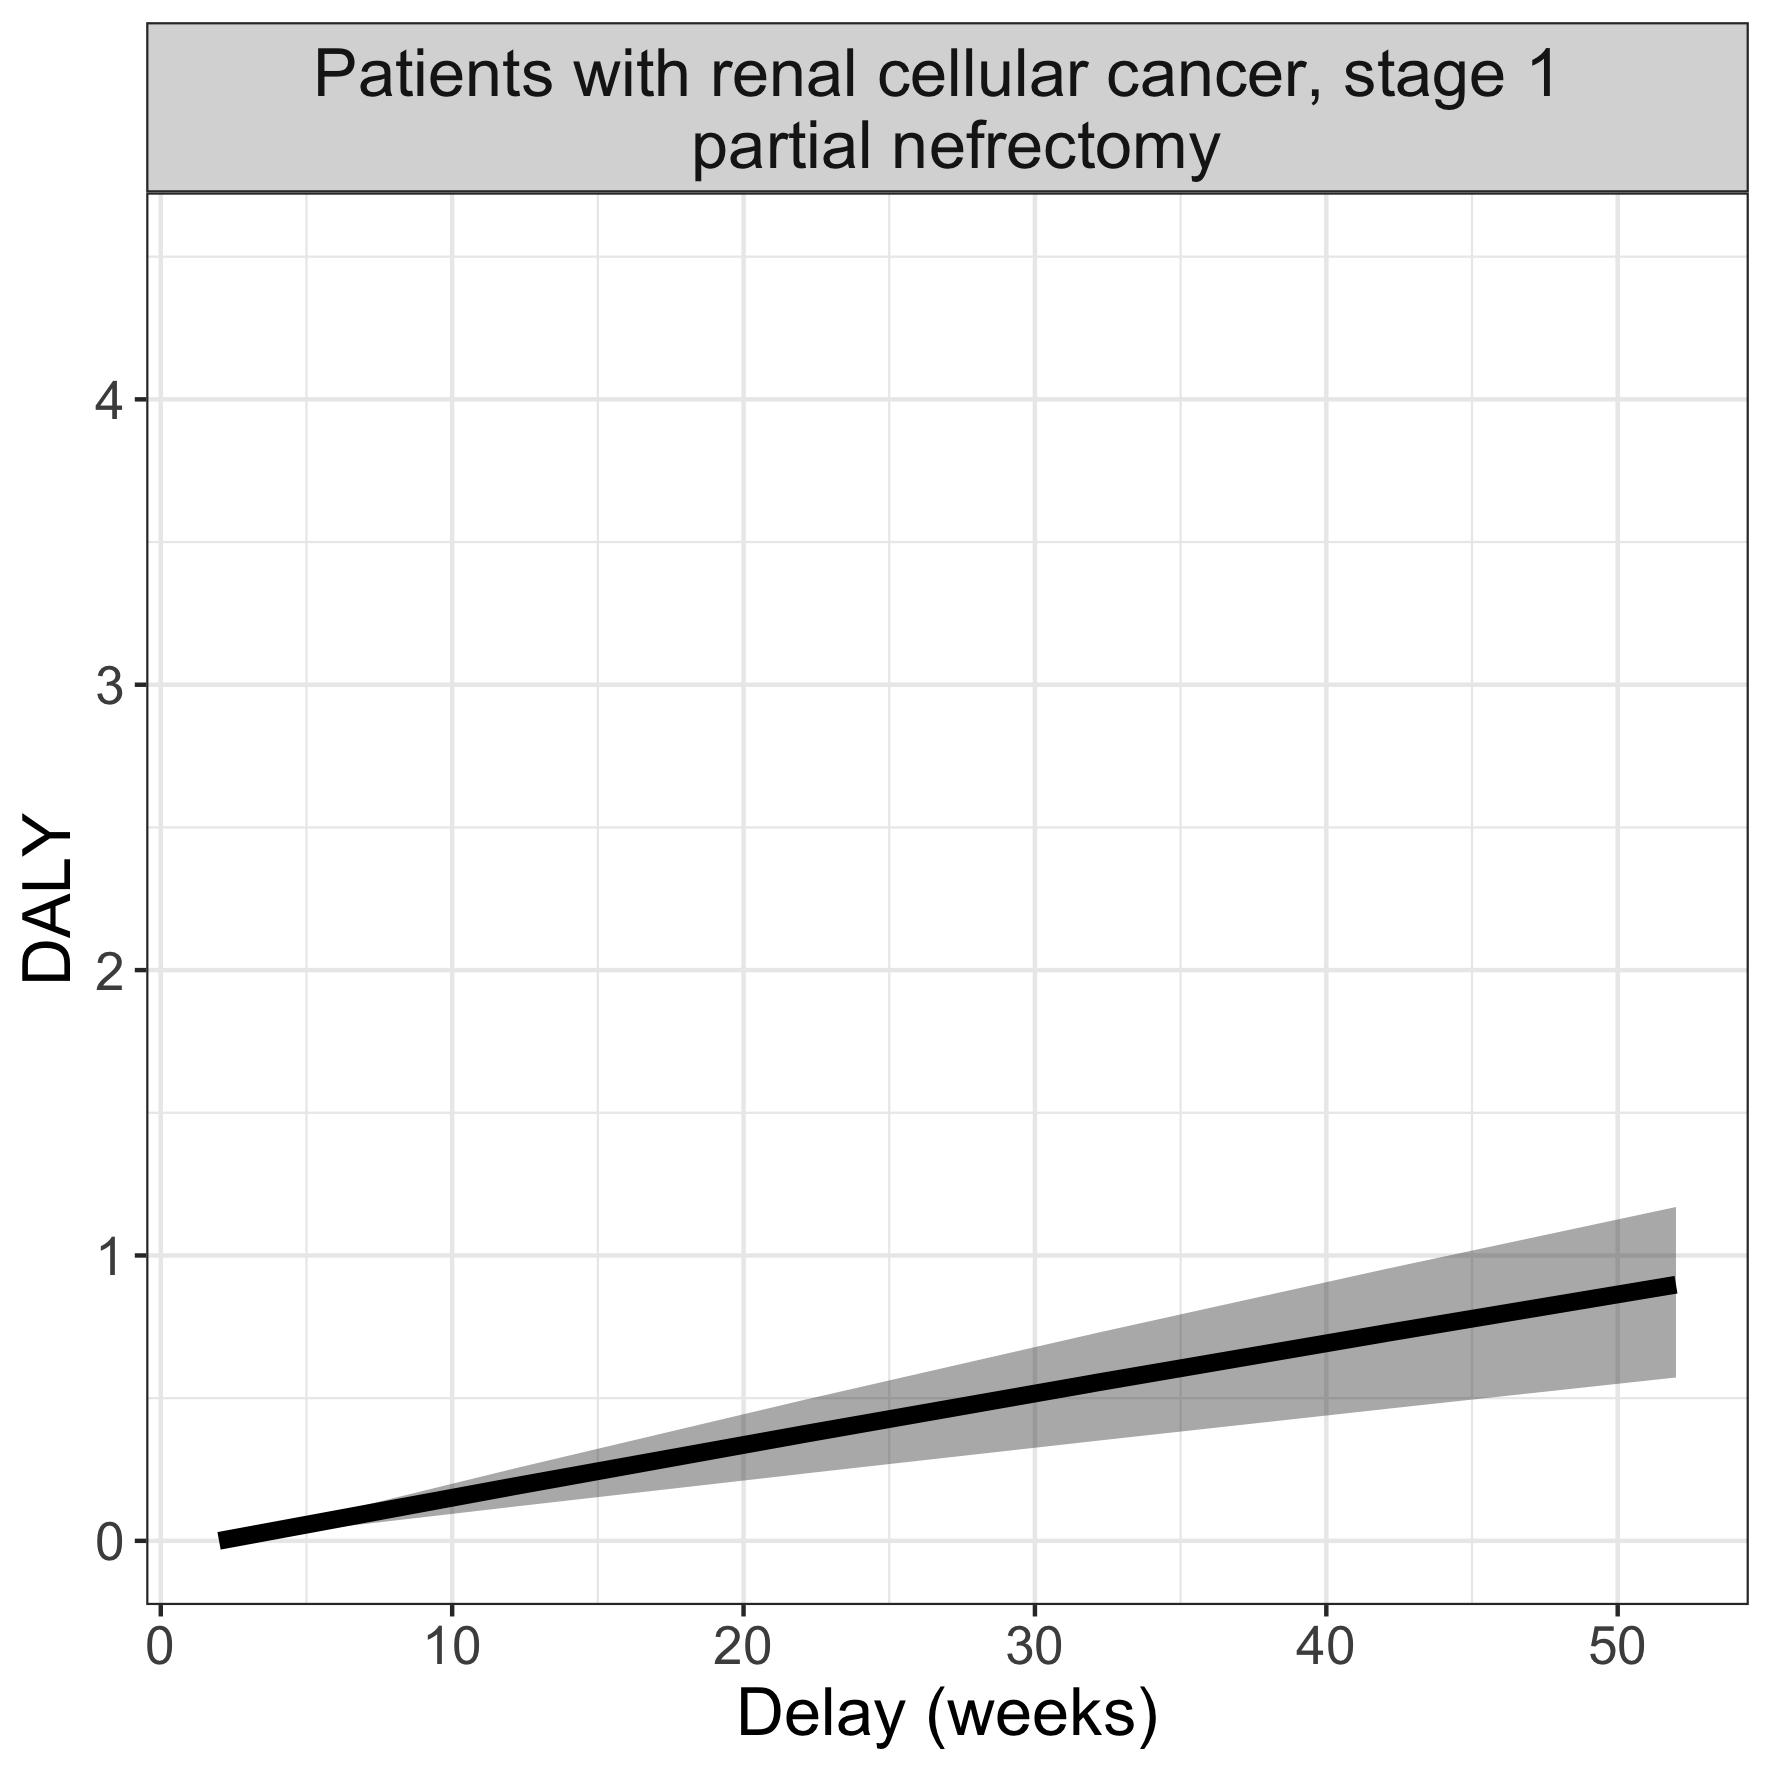 Patients with renal cellular cancer, stage 1
partial nefrectomy
4
3
2
1
0
DALY
0 10 20 30 40 50
Delay (weeks)